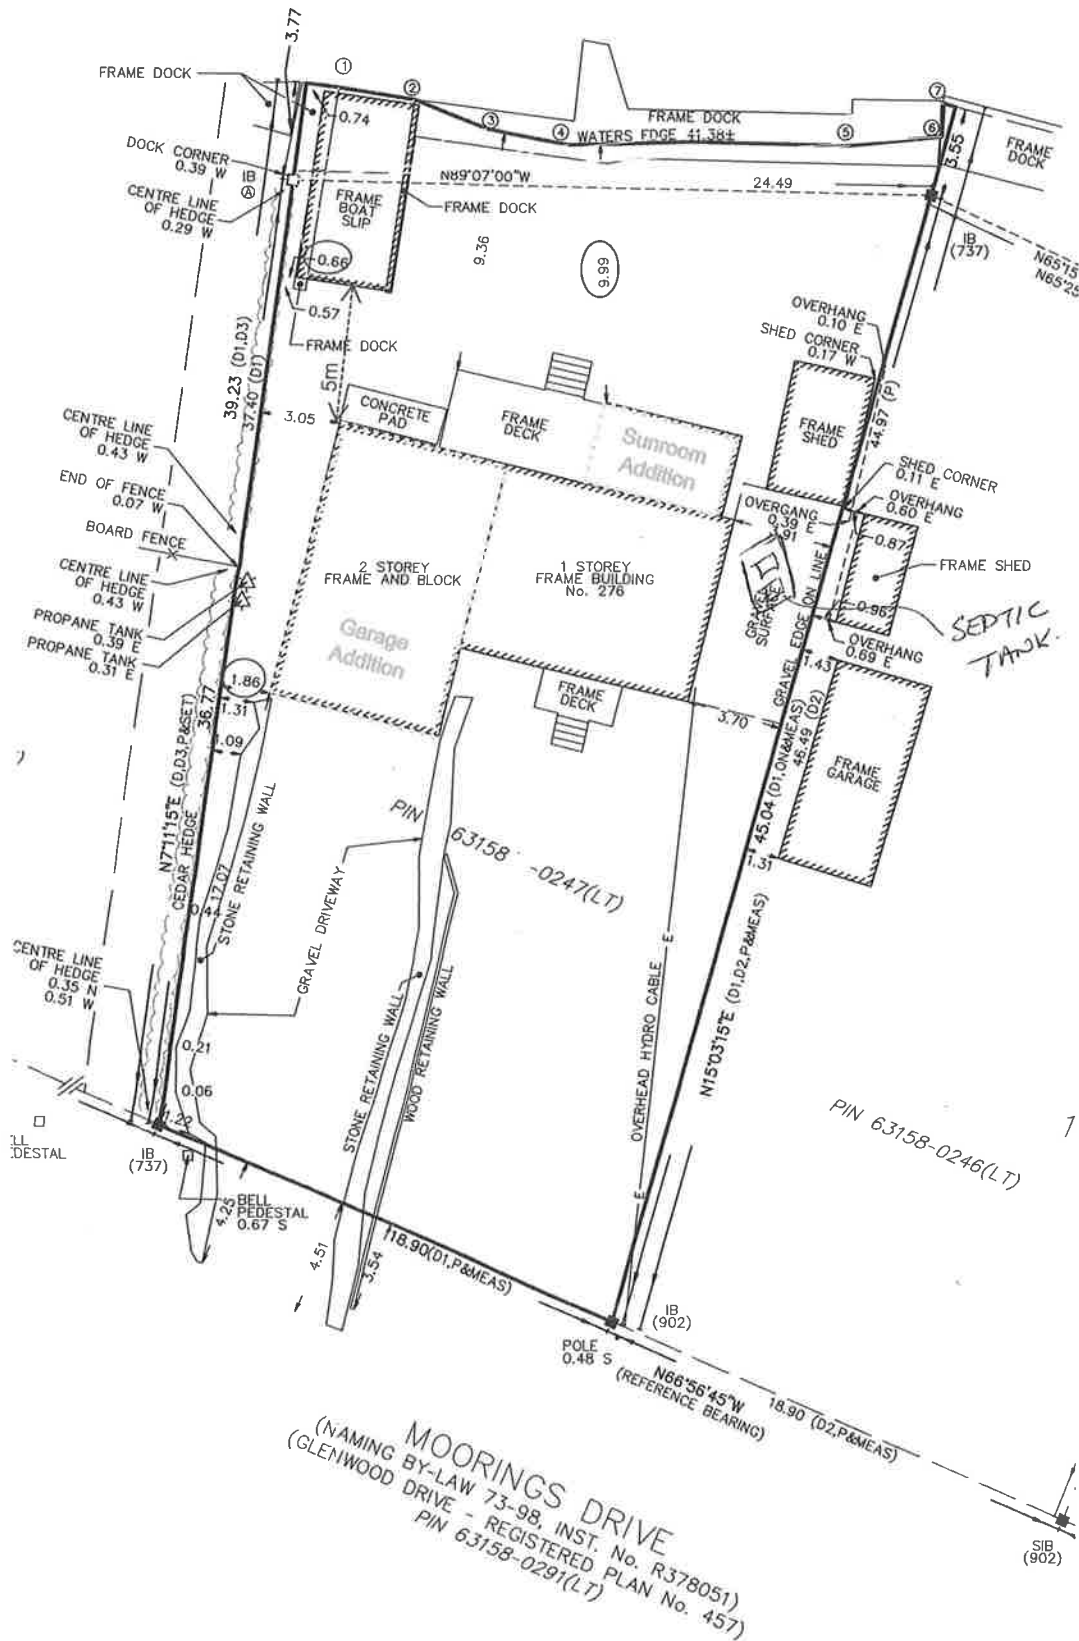 3.77
FRAME DOCK
①
②
③
④
⑤
⑥
⑦
FRAME DOCK
WATERS EDGE 41.38±
FRAME
DOCK
3.55
0.74
DOCK CORNER
0.39 W
IB
Ⓐ
CENTRE LINE
OF HEDGE
0.29 W
N89°07'00"W
24.49
FRAME
BOAT
SLIP
FRAME DOCK
0.66
9.36
9.99
IB
(737)
N65°15
N65°25
0.57
FRAME DOCK
5m
OVERHANG
0.10 E
SHED CORNER
0.17 W
39.23 (D1,D3)
37.40 (D1)
3.05
CONCRETE
PAD
FRAME
DECK
Sunroom
Addition
FRAME
SHED
44.97 (P)
CENTRE LINE
OF HEDGE
0.43 W
END OF FENCE
0.07 W
BOARD FENCE
CENTRE LINE
OF HEDGE
0.43 W
PROPANE TANK
0.39 E
PROPANE TANK
0.31 E
SHED CORNER
0.11 E
OVERHANG
0.60 E
OVERGANG
0.39 E
.91
0.87
FRAME SHED
0.96
2 STOREY
FRAME AND BLOCK
1 STOREY
FRAME BUILDING
No. 276
GRAVEL EDGE ON LINE
SEPTIC
TANK.
OVERHANG
0.69 E
Garage
Addition
1.86
1.31
1.09
36.77
FRAME
DECK
3.70
1.43
FRAME
GARAGE
45.04 (D1,ON&MEAS)
46.49 (D2)
1.31
N7°11'15"E (D,D3,P&SET)
CEDAR HEDGE
17.07
0.44
STONE RETAINING WALL
GRAVEL DRIVEWAY
PIN 63158 -0247(LT)
CENTRE LINE
OF HEDGE
0.35 N
0.51 W
STONE RETAINING WALL
WOOD RETAINING WALL
OVERHEAD HYDRO CABLE
E
E
N15°03'15"E (D1,D2,P&MEAS)
0.21
0.06
1.22
PIN 63158-0246(LT)
1
ELL
EDESTAL
IB
(737)
BELL
PEDESTAL
0.67 S
4.25
4.51
3.54
18.90(D1,P&MEAS)
IB
(902)
POLE
0.48 S
N66°56'45"W
(REFERENCE BEARING)
18.90 (D2,P&MEAS)
SIB
(902)
MOORINGS DRIVE
(NAMING BY-LAW 73-98, INST. No. R378051)
(GLENWOOD DRIVE - REGISTERED PLAN No. 457)
PIN 63158-0291(LT)